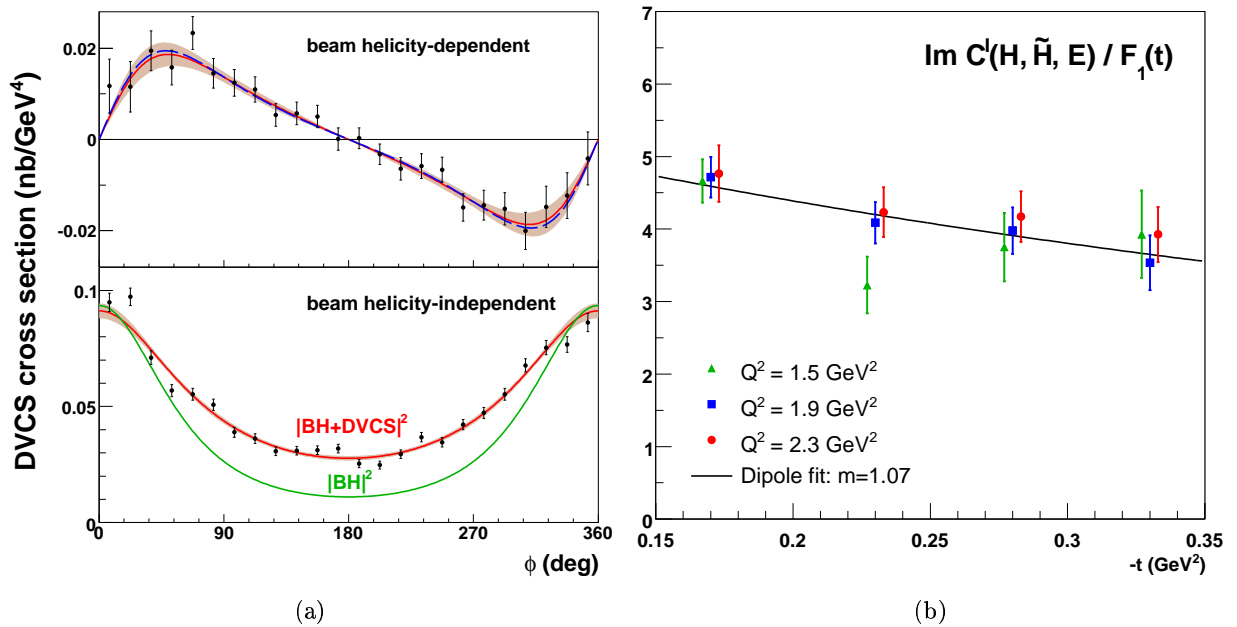 DVCS cross section (nb/GeV⁴)
0.02
0
-0.02
beam helicity-dependent
0.1
0.05
0
beam helicity-independent
|BH+DVCS|²
|BH|²
0 90 180 270 360
ϕ (deg)
(a)
7
6
5
4
3
2
1
0
Im Cᴵ(H, H̃, E) / F₁(t)
Q² = 1.5 GeV²
Q² = 1.9 GeV²
Q² = 2.3 GeV²
Dipole fit: m=1.07
0.15 0.2 0.25 0.3 0.35
-t (GeV²)
(b)